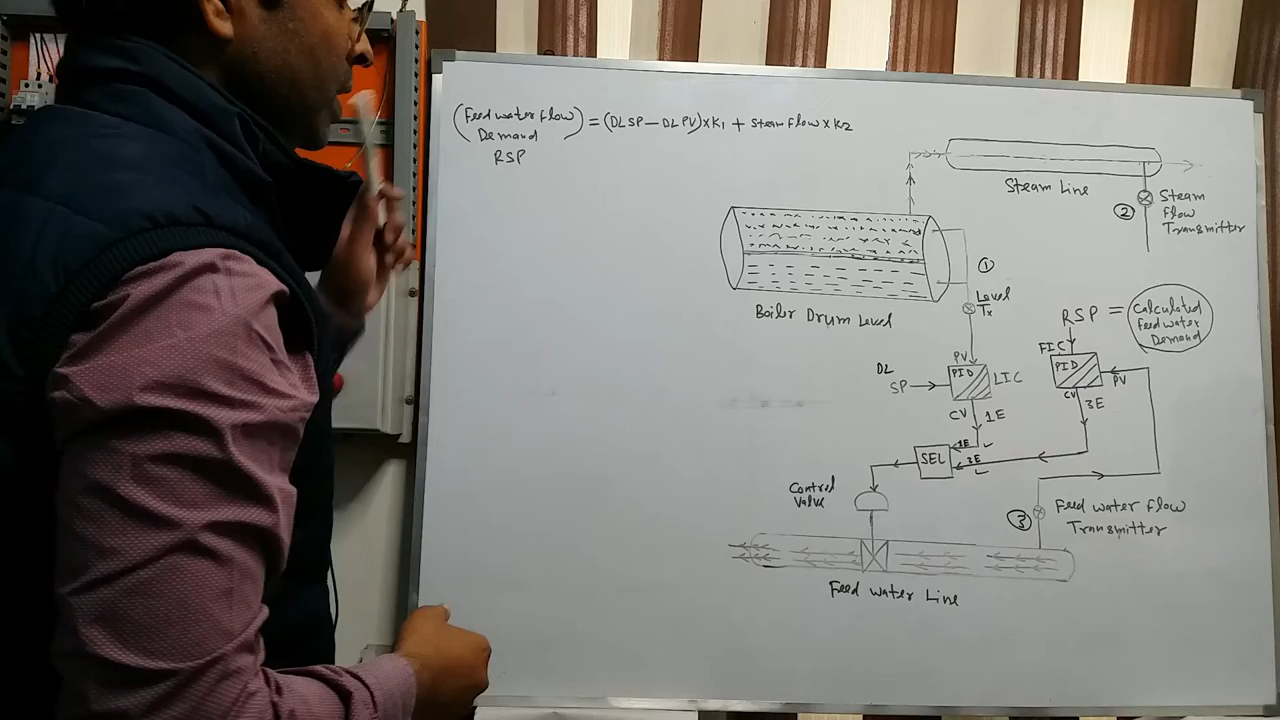 (Feed water flow Demand) = (DLSP - DLPV) × K1 + Steam flow × K2
RSP
Steam Line
② Steam Flow Transmitter
①
Level Tx
Boiler Drum Level
RSP = Calculated Feed water Demand
FIC
PID
PV
CV
3E
PV
DL
SP
PID
LIC
CV
1E
1E ✓
SEL
3E ✓
Control Valve
③ Feed water flow Transmitter
Feed water Line